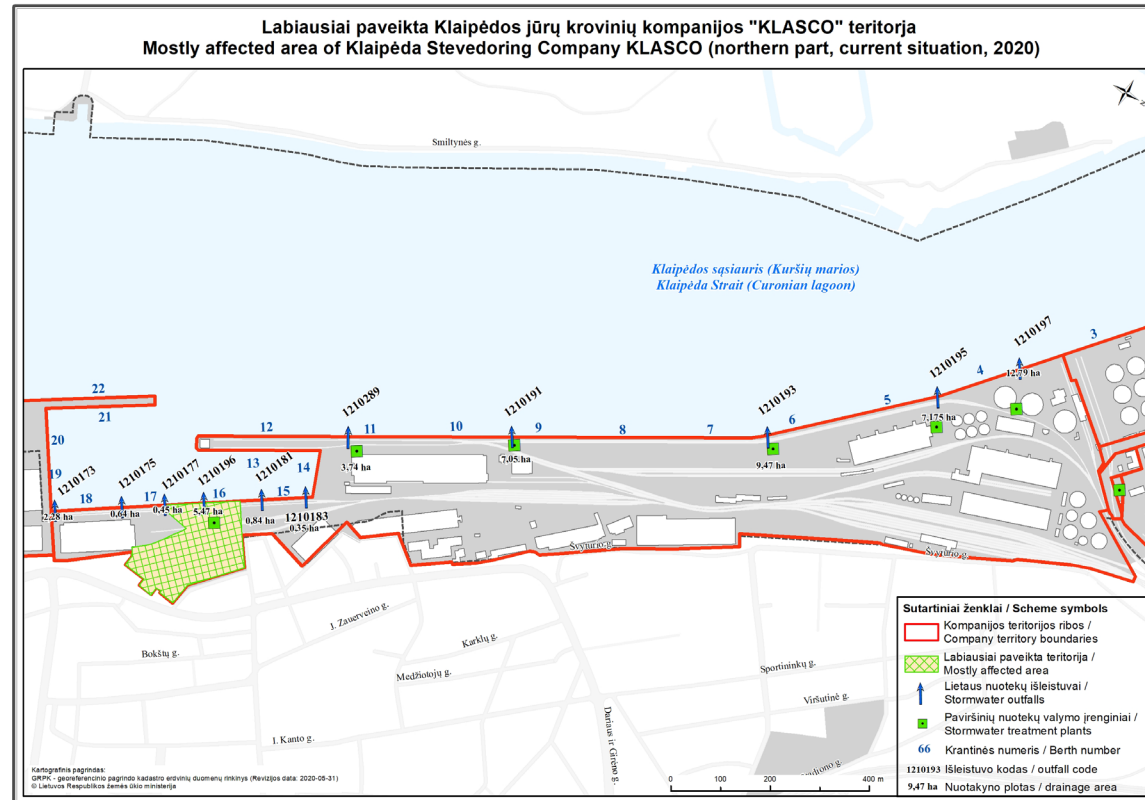 Labiausiai paveikta Klaipėdos jūrų krovinių kompanijos "KLASCO" teritorja
Mostly affected area of Klaipėda Stevedoring Company KLASCO (northern part, current situation, 2020)
Smiltynės g.
Klaipėdos sąsiauris (Kuršių marios)
Klaipėda Strait (Curonian lagoon)
3
1210197
4
12,79 ha
1210195
5
7,175 ha
1210193
6
9,47 ha
7
8
9
1210191
7,05 ha
10
11
1210289
3,74 ha
12
13
14
22
21
20
19
1210173
2,28 ha
18
1210175
0,64 ha
17
1210177
0,45 ha
1210196
16
5,47 ha
1210181
15
0,84 ha
1210183
0,35 ha
Švyturio g.
Švyturio g.
I. Zauerveino g.
Karklų g.
Bokštų g.
Medžiotojų g.
Sportininkų g.
Viršutinė g.
I. Kanto g.
Dariaus ir Girėno g.
Sutartiniai ženklai / Scheme symbols
Kompanijos teritorijos ribos /
Company territory boundaries
Labiausiai paveikta teritorija /
Mostly affected area
Lietaus nuotekų išleistuvai /
Stormwater outfalls
Paviršinių nuotekų valymo įrenginiai /
Stormwater treatment plants
66 Krantinės numeris / Berth number
1210193 Išleistuvo kodas / outfall code
9,47 ha Nuotakyno plotas / drainage area
Kartografinis pagrindas:
GRPK - georeferencinio pagrindo kadastro erdvinių duomenų rinkinys (Revizijos data: 2020-05-31)
© Lietuvos Respublikos žemės ūkio ministerija
0 100 200 400 m